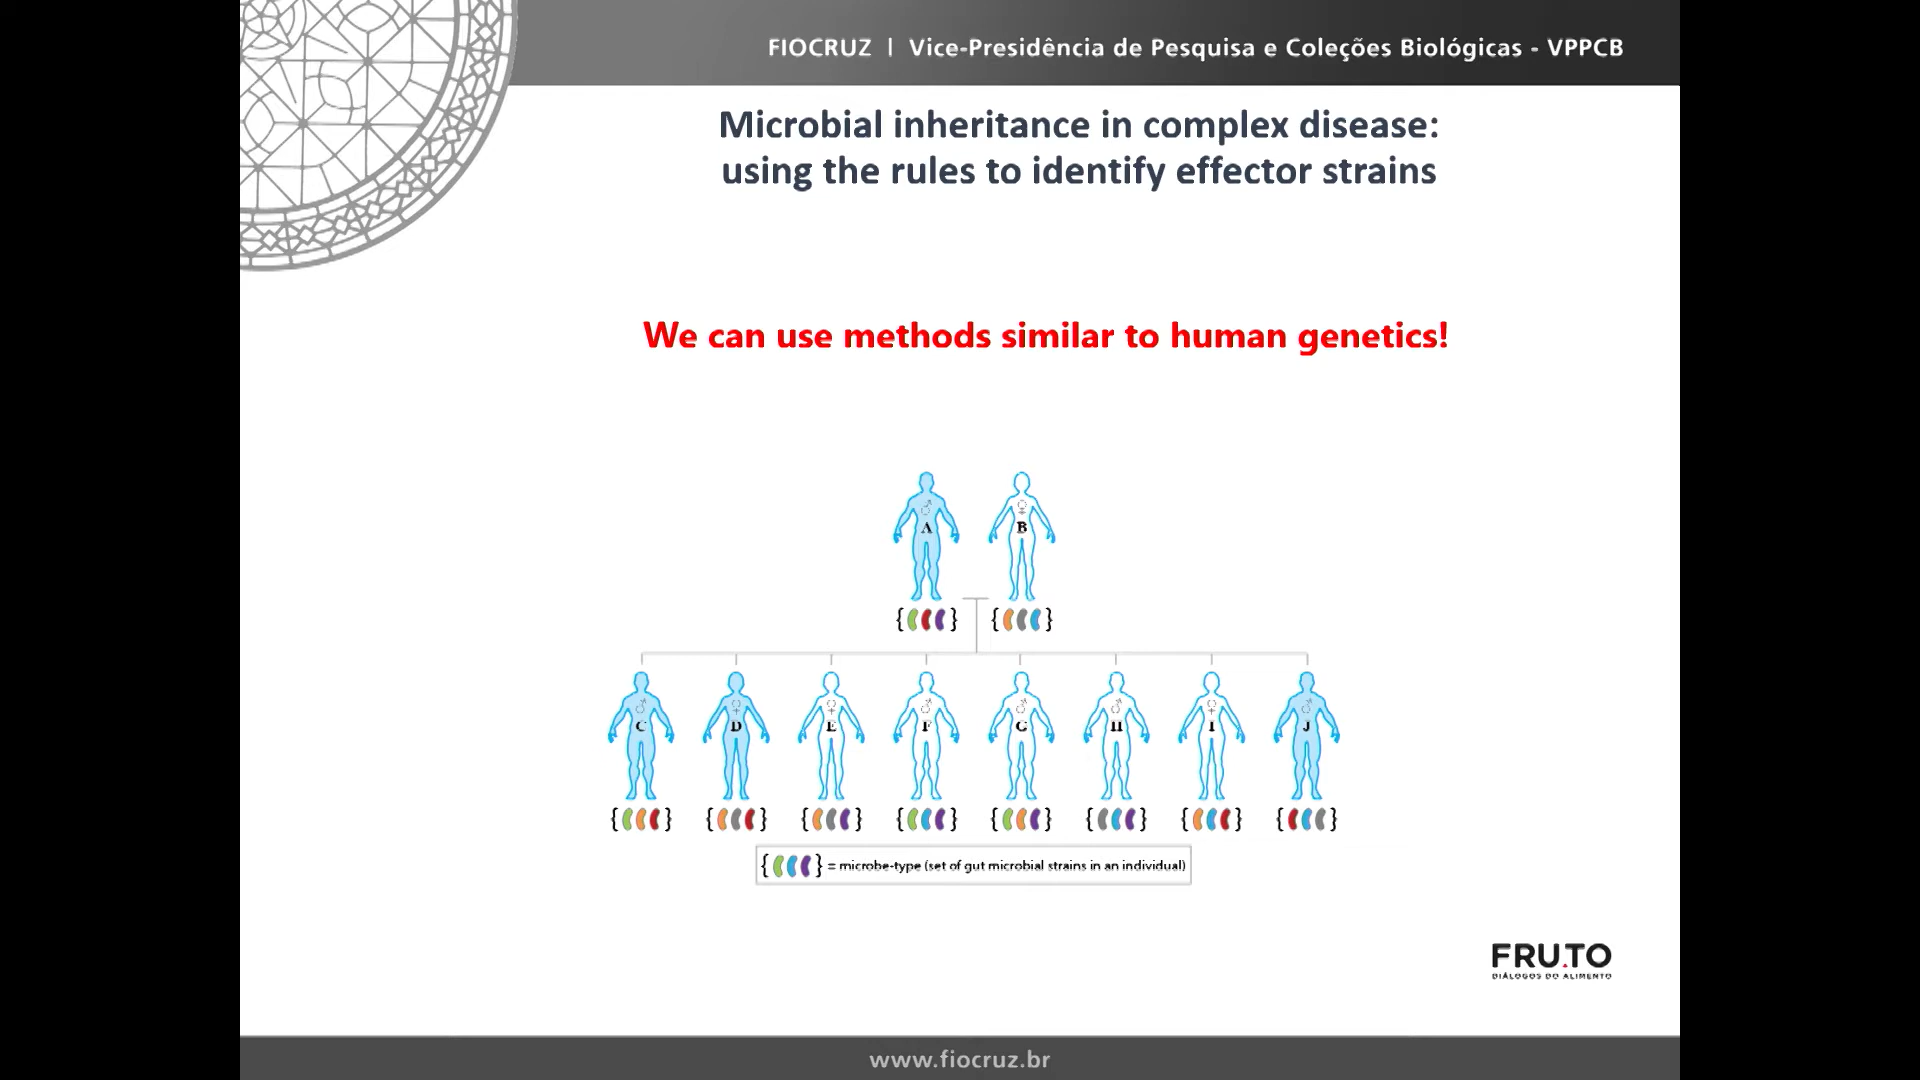 FIOCRUZ | Vice-Presidência de Pesquisa e Coleções Biológicas - VPPCB
Microbial inheritance in complex disease:
using the rules to identify effector strains
We can use methods similar to human genetics!
A B
C D E F G H I J
{ } = microbe-type (set of gut microbial strains in an individual)
FRU.TO
DIÁLOGOS DO ALIMENTO
www.fiocruz.br